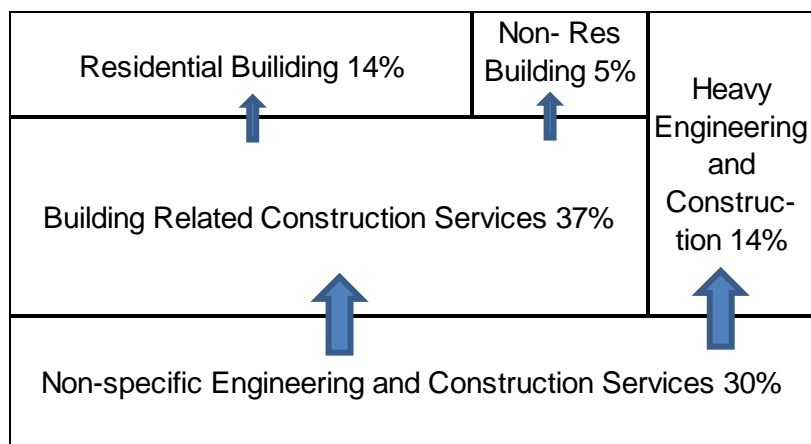 Residential Builiding 14%
Non- Res
Building 5%
Heavy
Engineering
and
Construc-
tion 14%
Building Related Construction Services 37%
Non-specific Engineering and Construction Services 30%